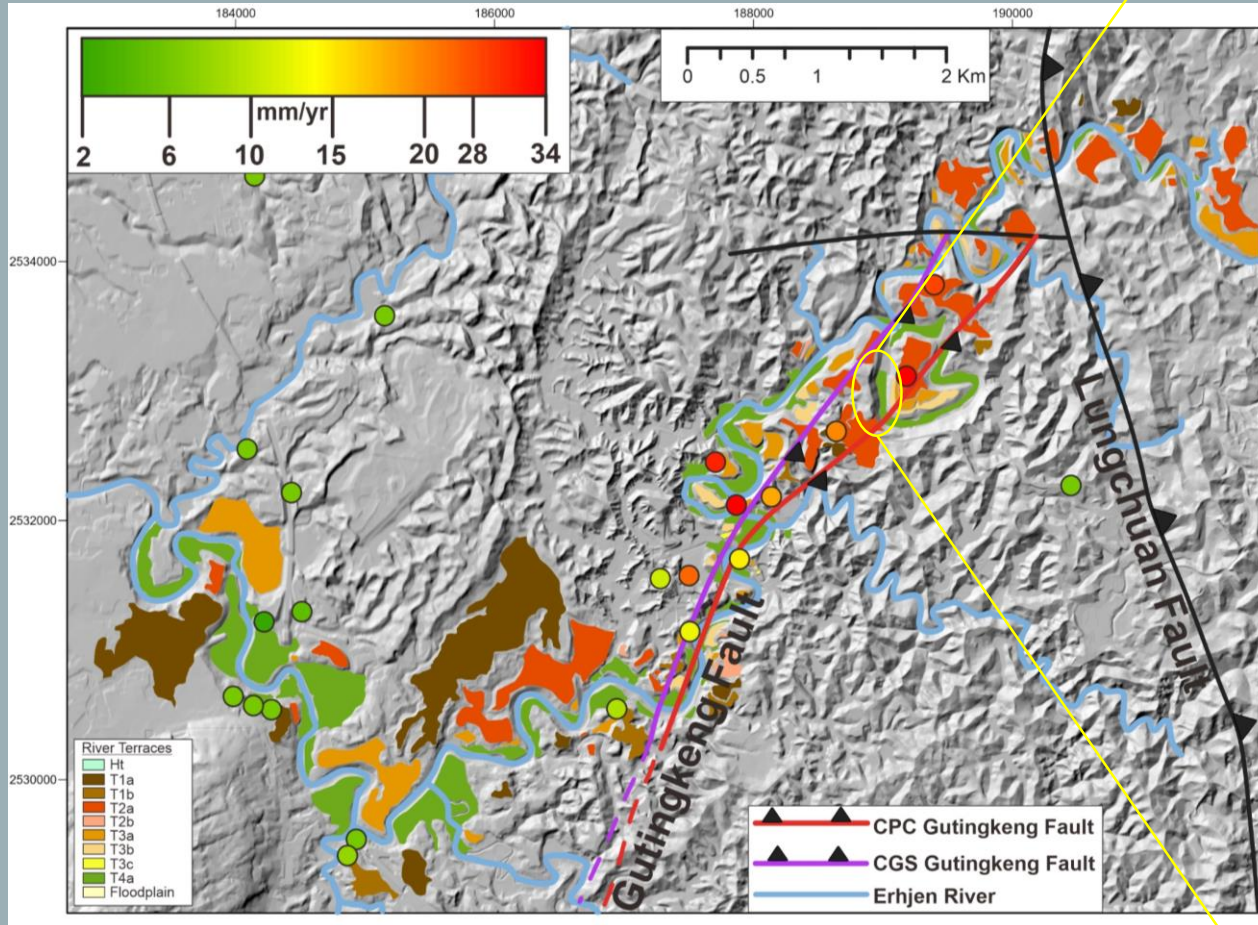 184000
186000
188000
190000
mm/yr
2 6 10 15 20 28 34
0 0.5 1 2 Km
2534000
2532000
2530000
Lungchuan Fault
Gutingkeng Fault
River Terraces
Ht
T1a
T1b
T2a
T2b
T3a
T3b
T3c
T4a
Floodplain
CPC Gutingkeng Fault
CGS Gutingkeng Fault
Erhjen River